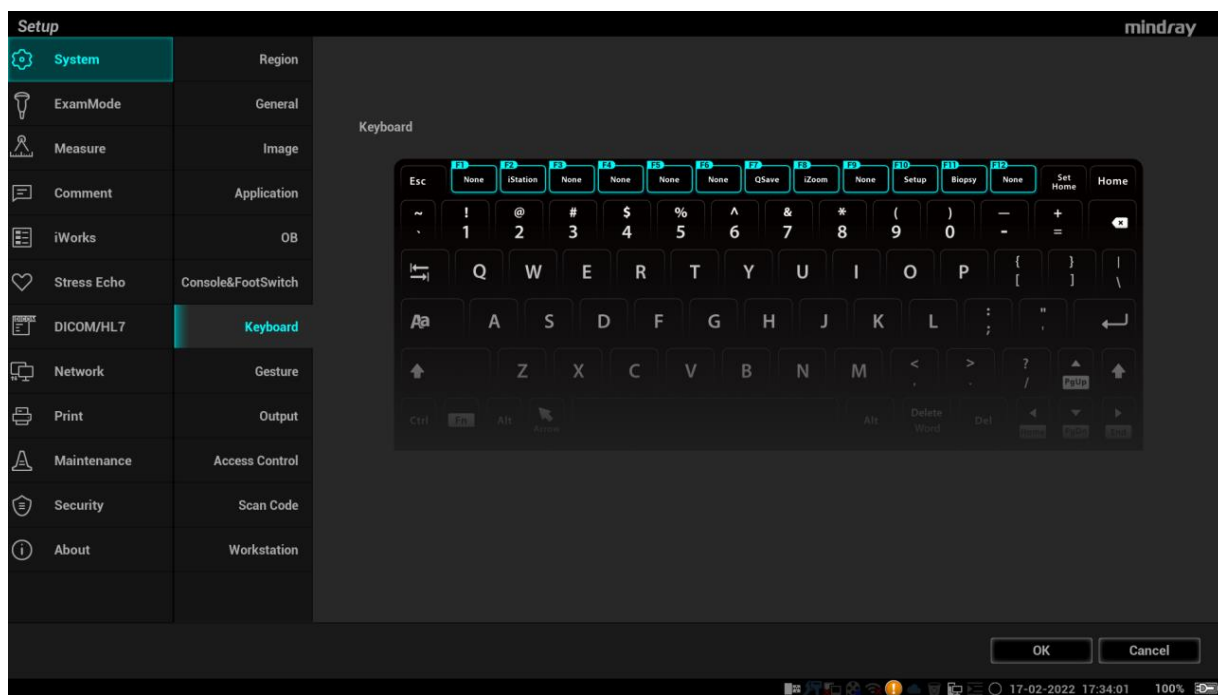 Setup
mindray
System
ExamMode
Measure
Comment
iWorks
Stress Echo
DICOM
DICOM/HL7
Network
Print
Maintenance
Security
About
Region
General
Image
Application
OB
Console&FootSwitch
Keyboard
Gesture
Output
Access Control
Scan Code
Workstation
Keyboard
F1 F2 F3 F4 F5 F6 F7 F8 F9 F10 F11 F12
Esc None iStation None None None None QSave iZoom None Setup Biopsy None Set Home Home
~ ! @ # $ % ^ & * ( ) — +
` 1 2 3 4 5 6 7 8 9 0 - =
Q W E R T Y U I O P { } |
[ ] \
Aa A S D F G H J K L : "
; '
Z X C V B N M < > ?
, . / PgUp
Ctrl Fn Alt Arrow Alt Delete Word Del Home PgDn End
OK Cancel
17-02-2022 17:34:01 100%